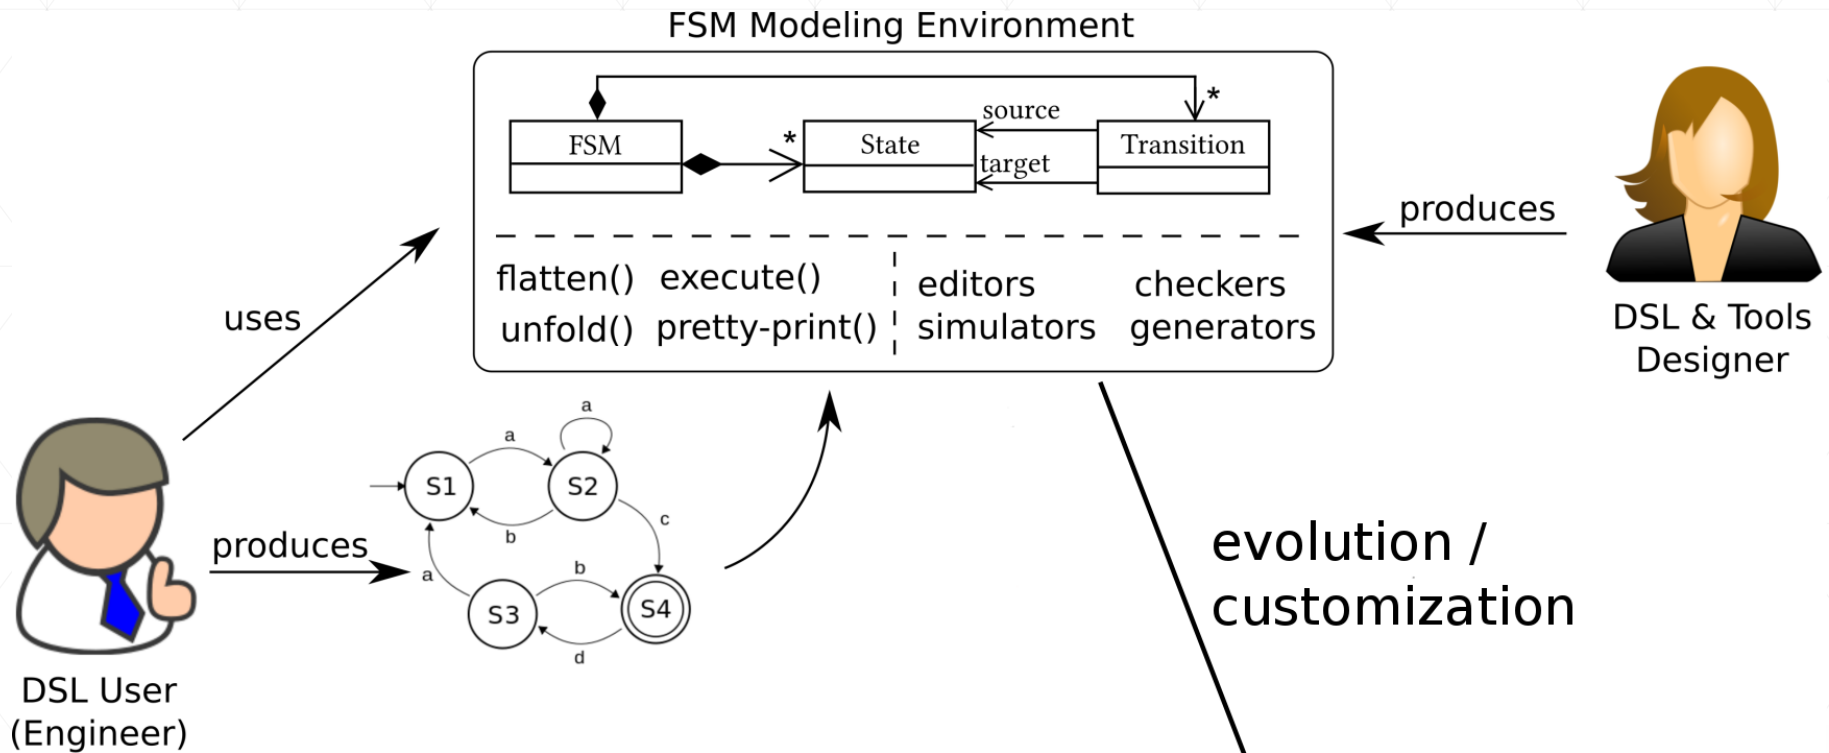 FSM Modeling Environment
*
source
FSM
*
State
Transition
target
produces
flatten() execute()
editors checkers
unfold() pretty-print()
simulators generators
uses
DSL & Tools
Designer
a
a
S1
S2
c
b
produces
evolution /
customization
a
b
S3
S4
d
DSL User
(Engineer)